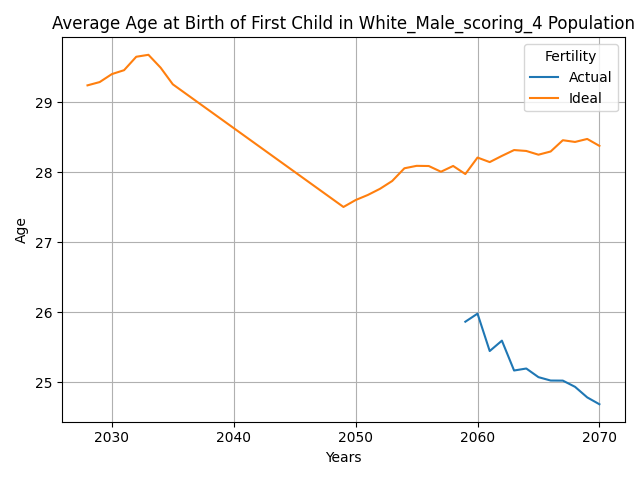 Average Age at Birth of First Child in White_Male_scoring_4 Population
Fertility
Actual
Ideal
Age
29
28
27
26
25
2030 2040 2050 2060 2070
Years